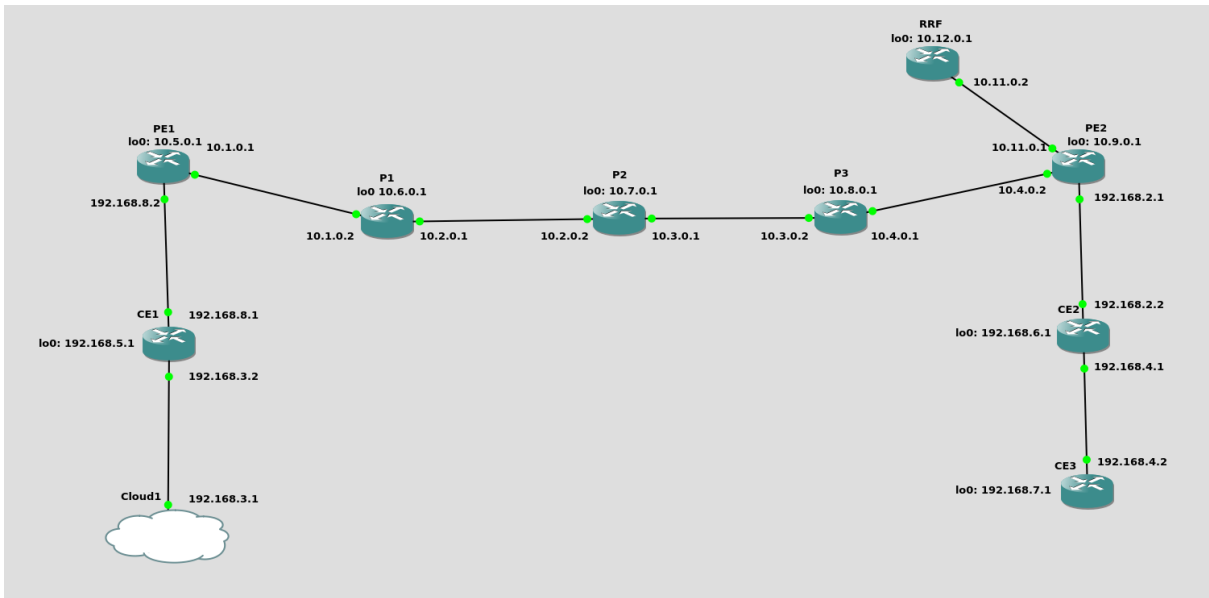 RRF
lo0: 10.12.0.1
10.11.0.2
PE1
lo0: 10.5.0.1
10.1.0.1
PE2
lo0: 10.9.0.1
10.11.0.1
10.4.0.2
192.168.2.1
192.168.8.2
P1
lo0 10.6.0.1
10.1.0.2
10.2.0.1
P2
lo0: 10.7.0.1
10.2.0.2
10.3.0.1
P3
lo0: 10.8.0.1
10.3.0.2
10.4.0.1
CE1
192.168.8.1
lo0: 192.168.5.1
192.168.3.2
CE2
192.168.2.2
lo0: 192.168.6.1
192.168.4.1
CE3
192.168.4.2
lo0: 192.168.7.1
Cloud1
192.168.3.1